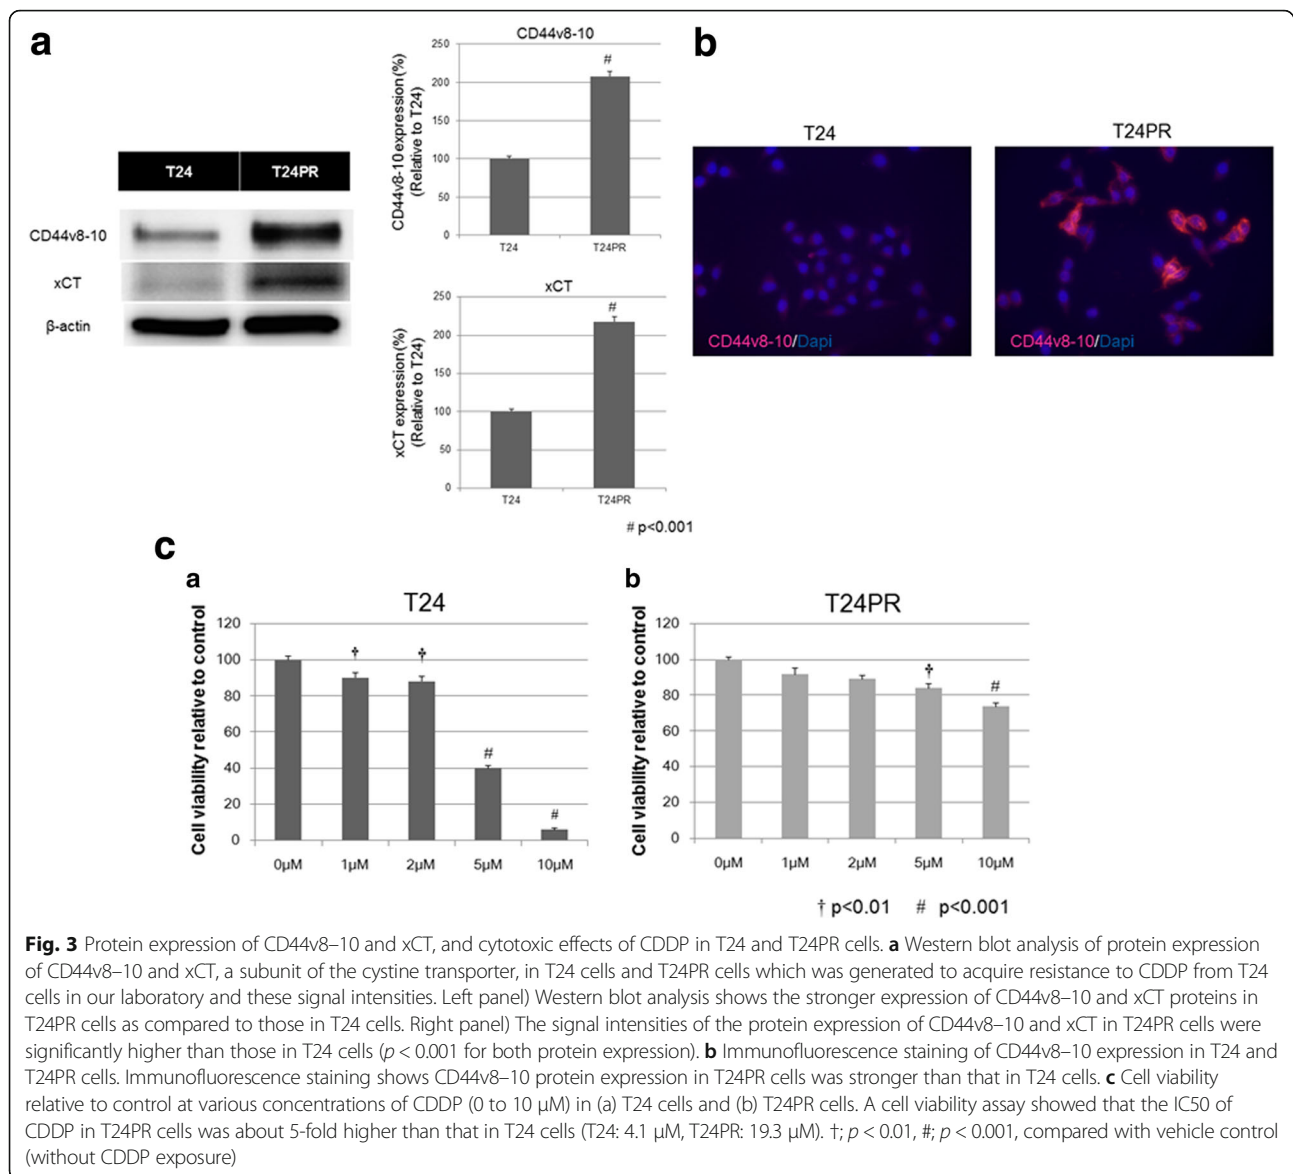 a
T24 T24PR
CD44v8-10
xCT
β-actin
CD44v8-10
CD44v8-10 expression(%)
(Relative to T24)
250
200
150
100
50
0
#
T24 T24PR
xCT
xCT expression(%)
(Relative to T24)
250
200
150
100
50
0
#
T24 T24PR
# p<0.001
b
T24
CD44v8-10/Dapi
T24PR
CD44v8-10/Dapi
c
a
T24
Cell viability relative to control
120
100
80
60
40
20
0
† † # #
0µM 1µM 2µM 5µM 10µM
b
T24PR
Cell viability relative to control
120
100
80
60
40
20
0
† #
0µM 1µM 2µM 5µM 10µM
† p<0.01 # p<0.001
Fig. 3 Protein expression of CD44v8–10 and xCT, and cytotoxic effects of CDDP in T24 and T24PR cells. a Western blot analysis of protein expression
of CD44v8–10 and xCT, a subunit of the cystine transporter, in T24 cells and T24PR cells which was generated to acquire resistance to CDDP from T24
cells in our laboratory and these signal intensities. Left panel) Western blot analysis shows the stronger expression of CD44v8–10 and xCT proteins in
T24PR cells as compared to those in T24 cells. Right panel) The signal intensities of the protein expression of CD44v8–10 and xCT in T24PR cells were
significantly higher than those in T24 cells (p < 0.001 for both protein expression). b Immunofluorescence staining of CD44v8–10 expression in T24 and
T24PR cells. Immunofluorescence staining shows CD44v8–10 protein expression in T24PR cells was stronger than that in T24 cells. c Cell viability
relative to control at various concentrations of CDDP (0 to 10 µM) in (a) T24 cells and (b) T24PR cells. A cell viability assay showed that the IC50 of
CDDP in T24PR cells was about 5-fold higher than that in T24 cells (T24: 4.1 µM, T24PR: 19.3 µM). †; p < 0.01, #; p < 0.001, compared with vehicle control
(without CDDP exposure)